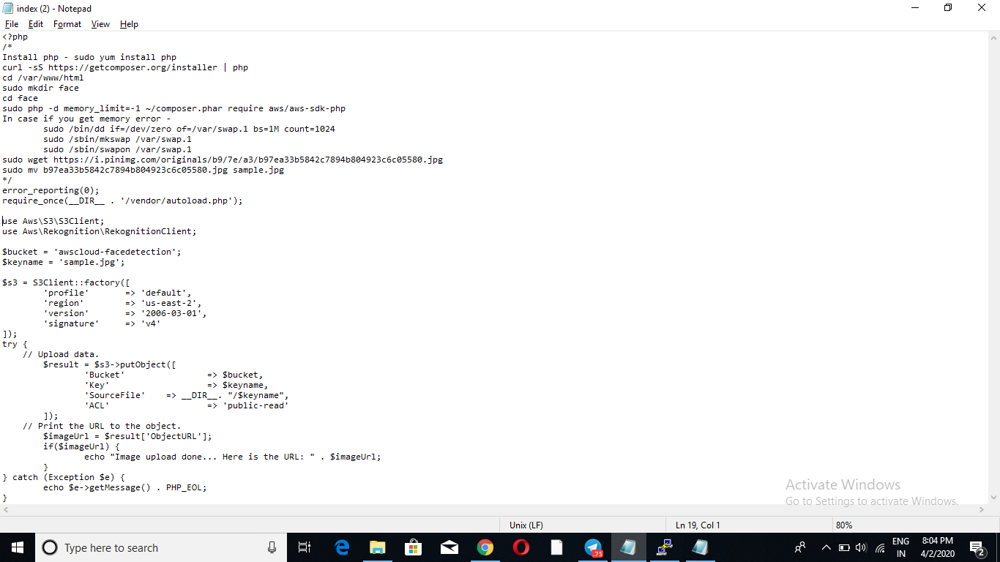 index (2) - Notepad
File Edit Format View Help
<?php
/*
Install php - sudo yum install php
curl -sS https://getcomposer.org/installer | php
cd /var/www/html
sudo mkdir face
cd face
sudo php -d memory_limit=-1 ~/composer.phar require aws/aws-sdk-php
In case if you get memory error -
        sudo /bin/dd if=/dev/zero of=/var/swap.1 bs=1M count=1024
        sudo /sbin/mkswap /var/swap.1
        sudo /sbin/swapon /var/swap.1
sudo wget https://i.pinimg.com/originals/b9/7e/a3/b97ea33b5842c7894b804923c6c05580.jpg
sudo mv b97ea33b5842c7894b804923c6c05580.jpg sample.jpg
*/
error_reporting(0);
require_once(__DIR__ . '/vendor/autoload.php');

use Aws\S3\S3Client;
use Aws\Rekognition\RekognitionClient;

$bucket = 'awscloud-facedetection';
$keyname = 'sample.jpg';

$s3 = S3Client::factory([
        'profile'       => 'default',
        'region'        => 'us-east-2',
        'version'       => '2006-03-01',
        'signature'     => 'v4'
]);
try {
    // Upload data.
        $result = $s3->putObject([
                'Bucket'                => $bucket,
                'Key'                   => $keyname,
                'SourceFile'    => __DIR__. "/$keyname",
                'ACL'                   => 'public-read'
        ]);
    // Print the URL to the object.
        $imageUrl = $result['ObjectURL'];
        if($imageUrl) {
                echo "Image upload done... Here is the URL: " . $imageUrl;
        }
} catch (Exception $e) {
        echo $e->getMessage() . PHP_EOL;
}
Activate Windows
Go to Settings to activate Windows.
Unix (LF) Ln 19, Col 1 80%
Type here to search
.75
ENG
IN
8:04 PM
4/2/2020
2